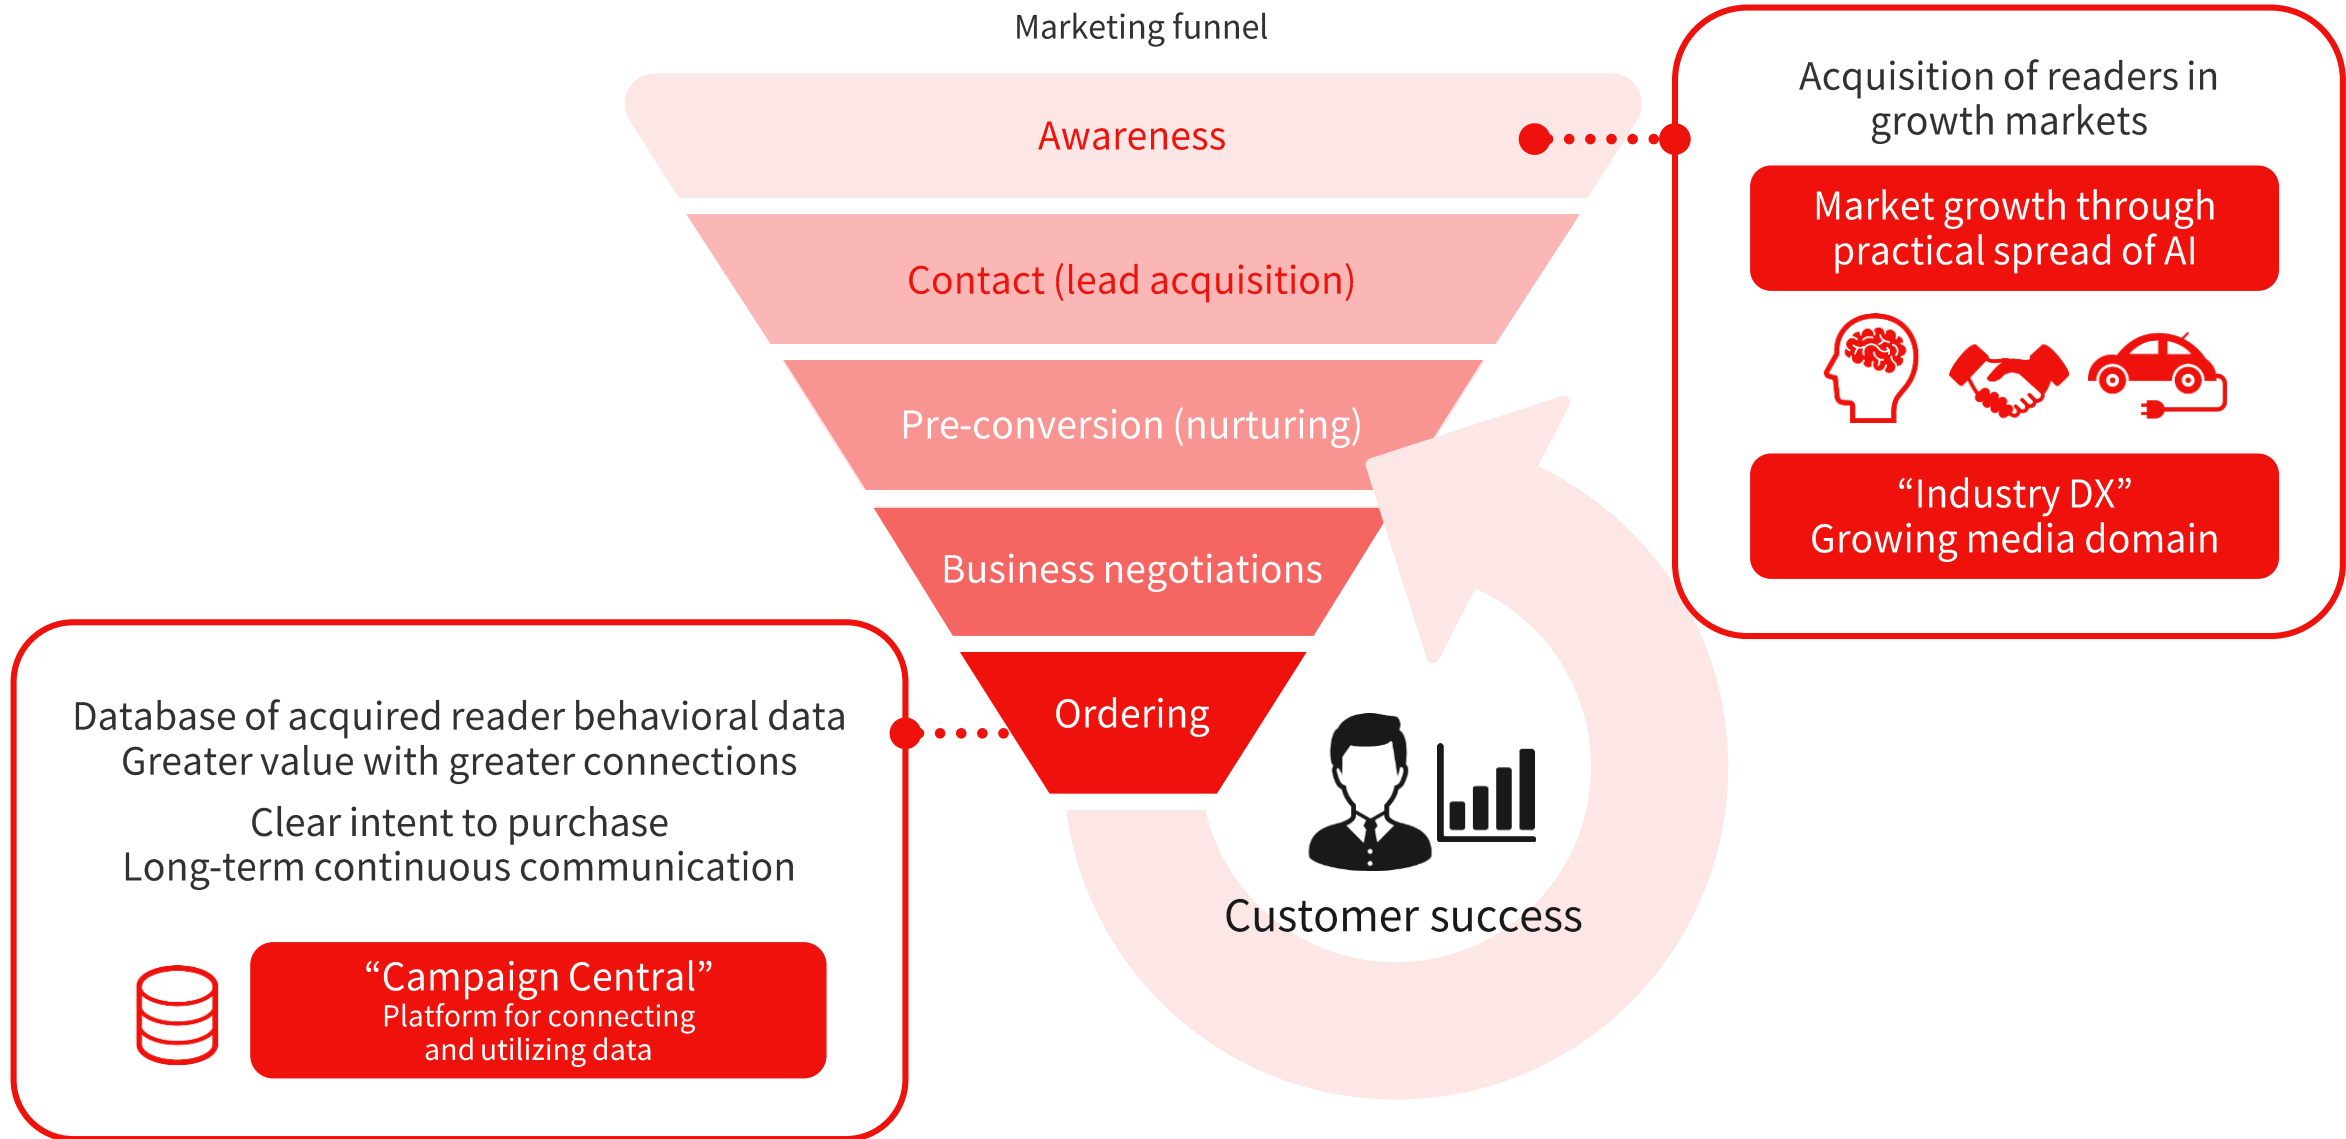 Marketing funnel
Awareness
Contact (lead acquisition)
Pre-conversion (nurturing)
Business negotiations
Ordering
Acquisition of readers in
growth markets
Market growth through
practical spread of AI
“Industry DX”
Growing media domain
Database of acquired reader behavioral data
Greater value with greater connections
Clear intent to purchase
Long-term continuous communication
“Campaign Central”
Platform for connecting
and utilizing data
Customer success